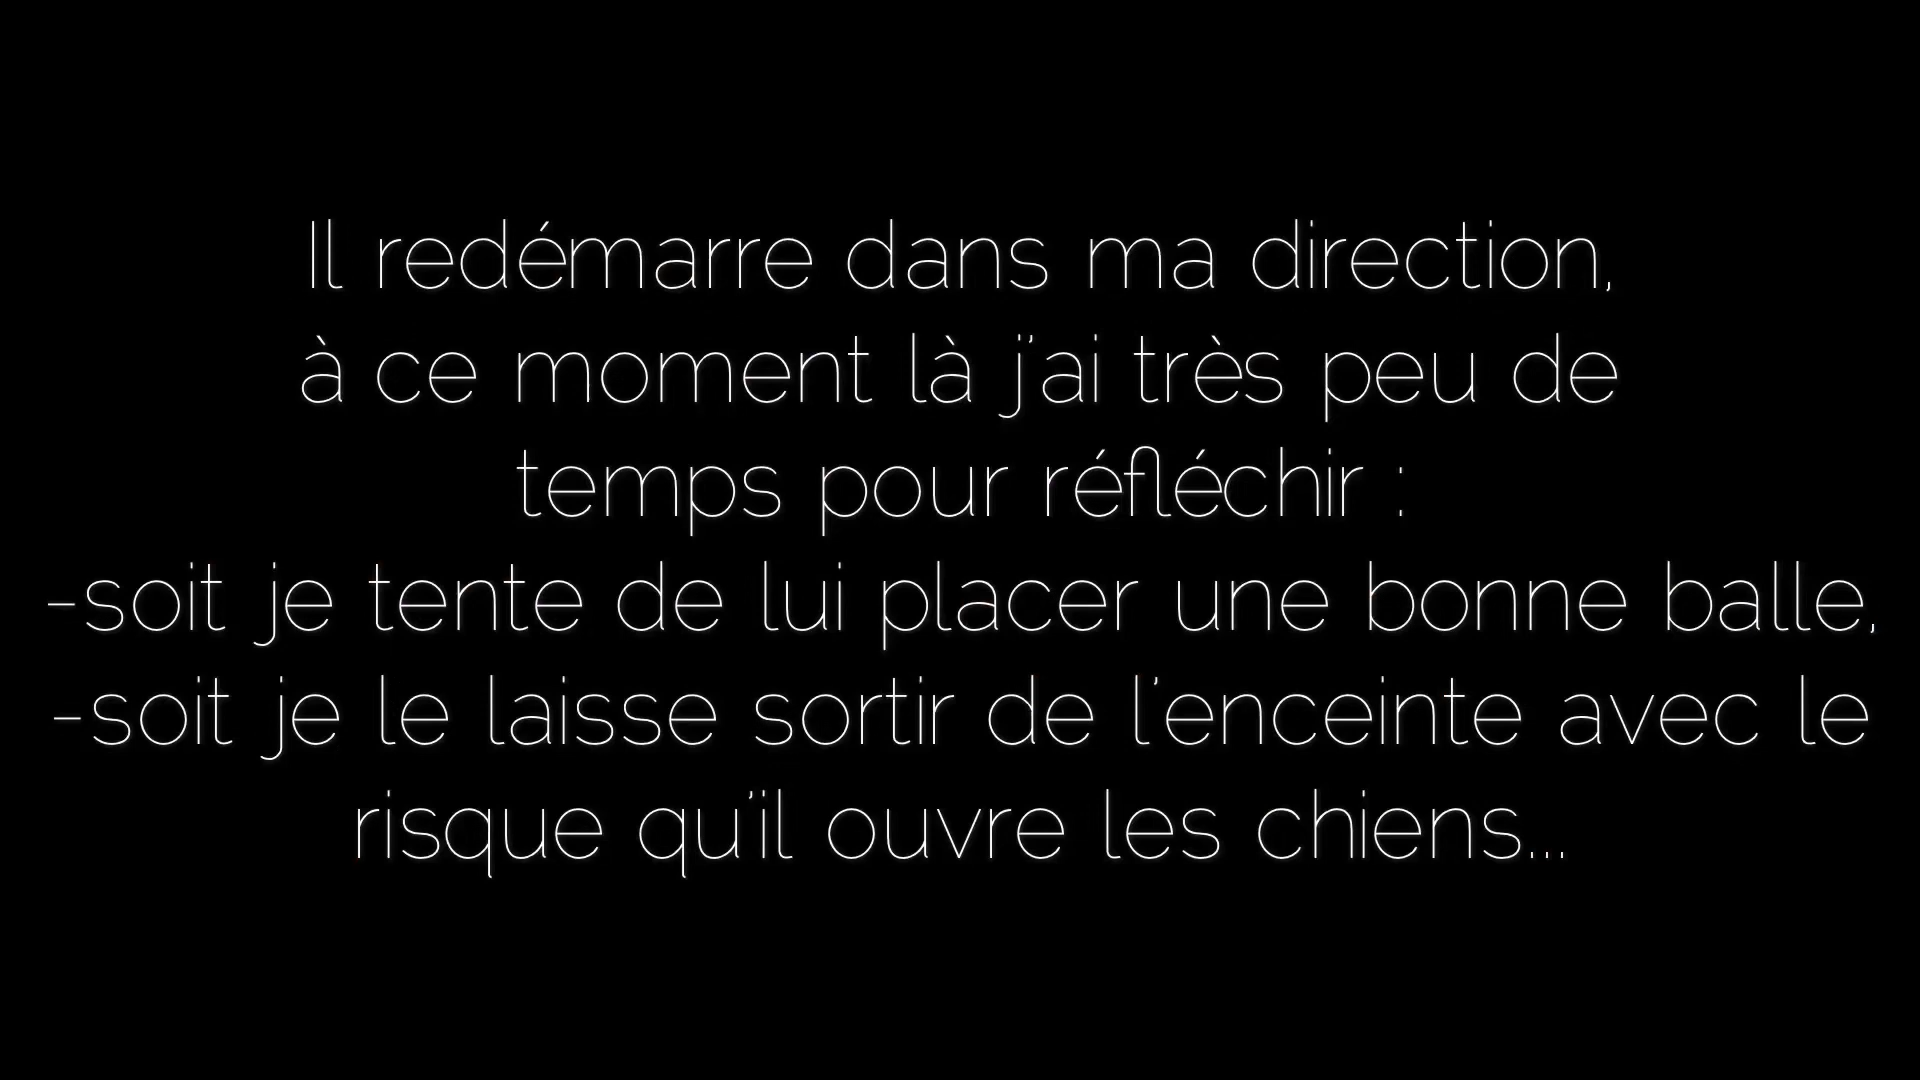 Il redémarre dans ma direction,
à ce moment là j'ai très peu de
temps pour réfléchir :
-soit je tente de lui placer une bonne balle,
-soit je le laisse sortir de l'enceinte avec le
risque qu'il ouvre les chiens...